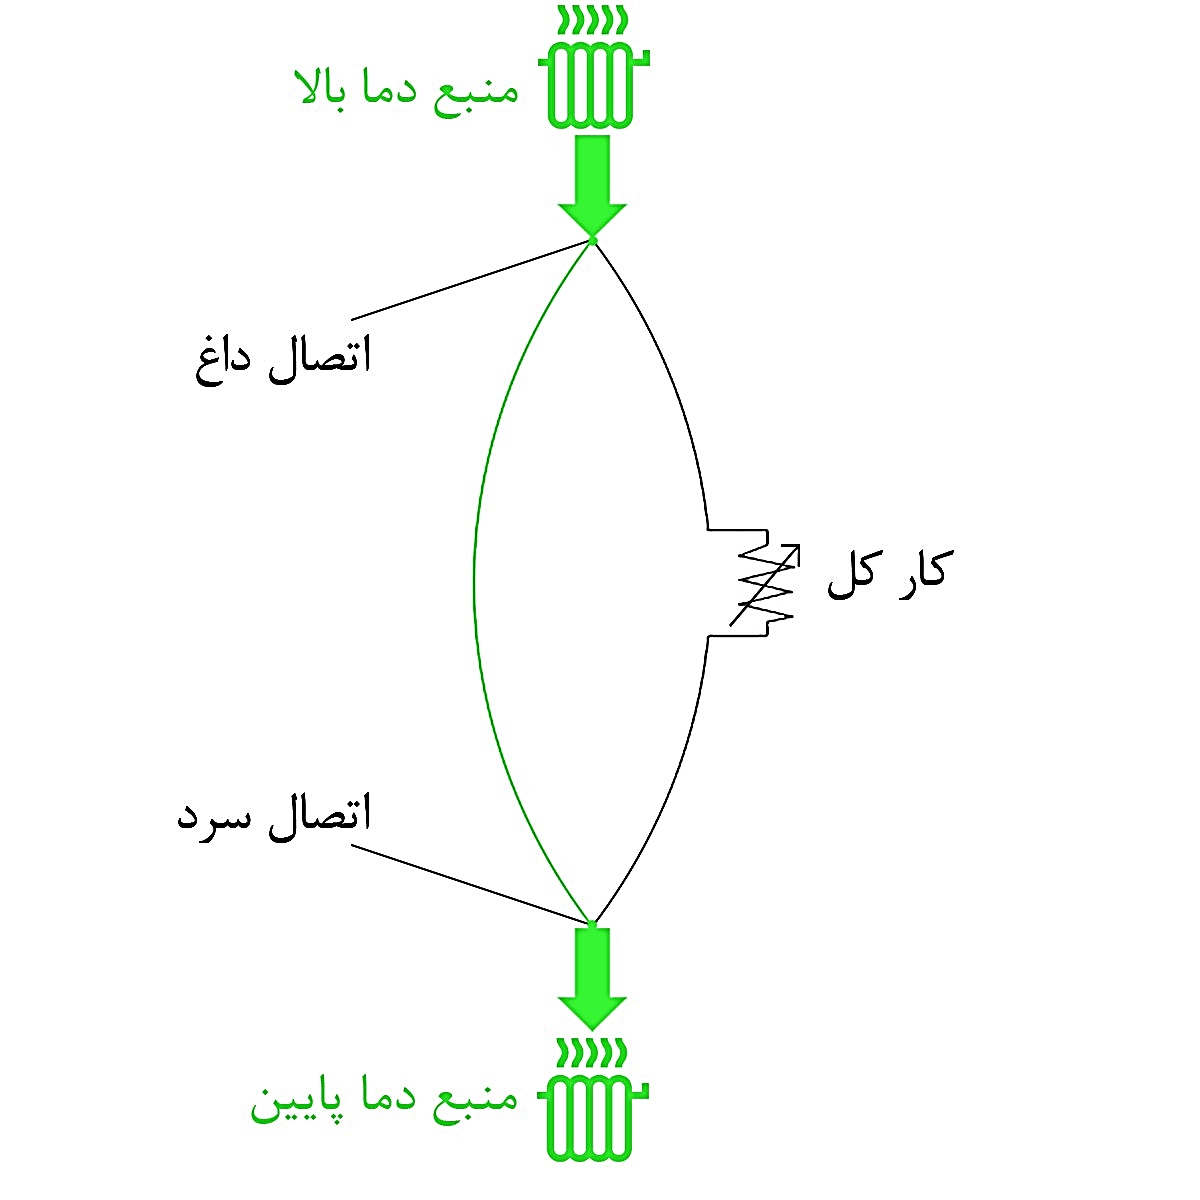 منبع دما بالا
اتصال داغ
کار کل
اتصال سرد
منبع دما پایین